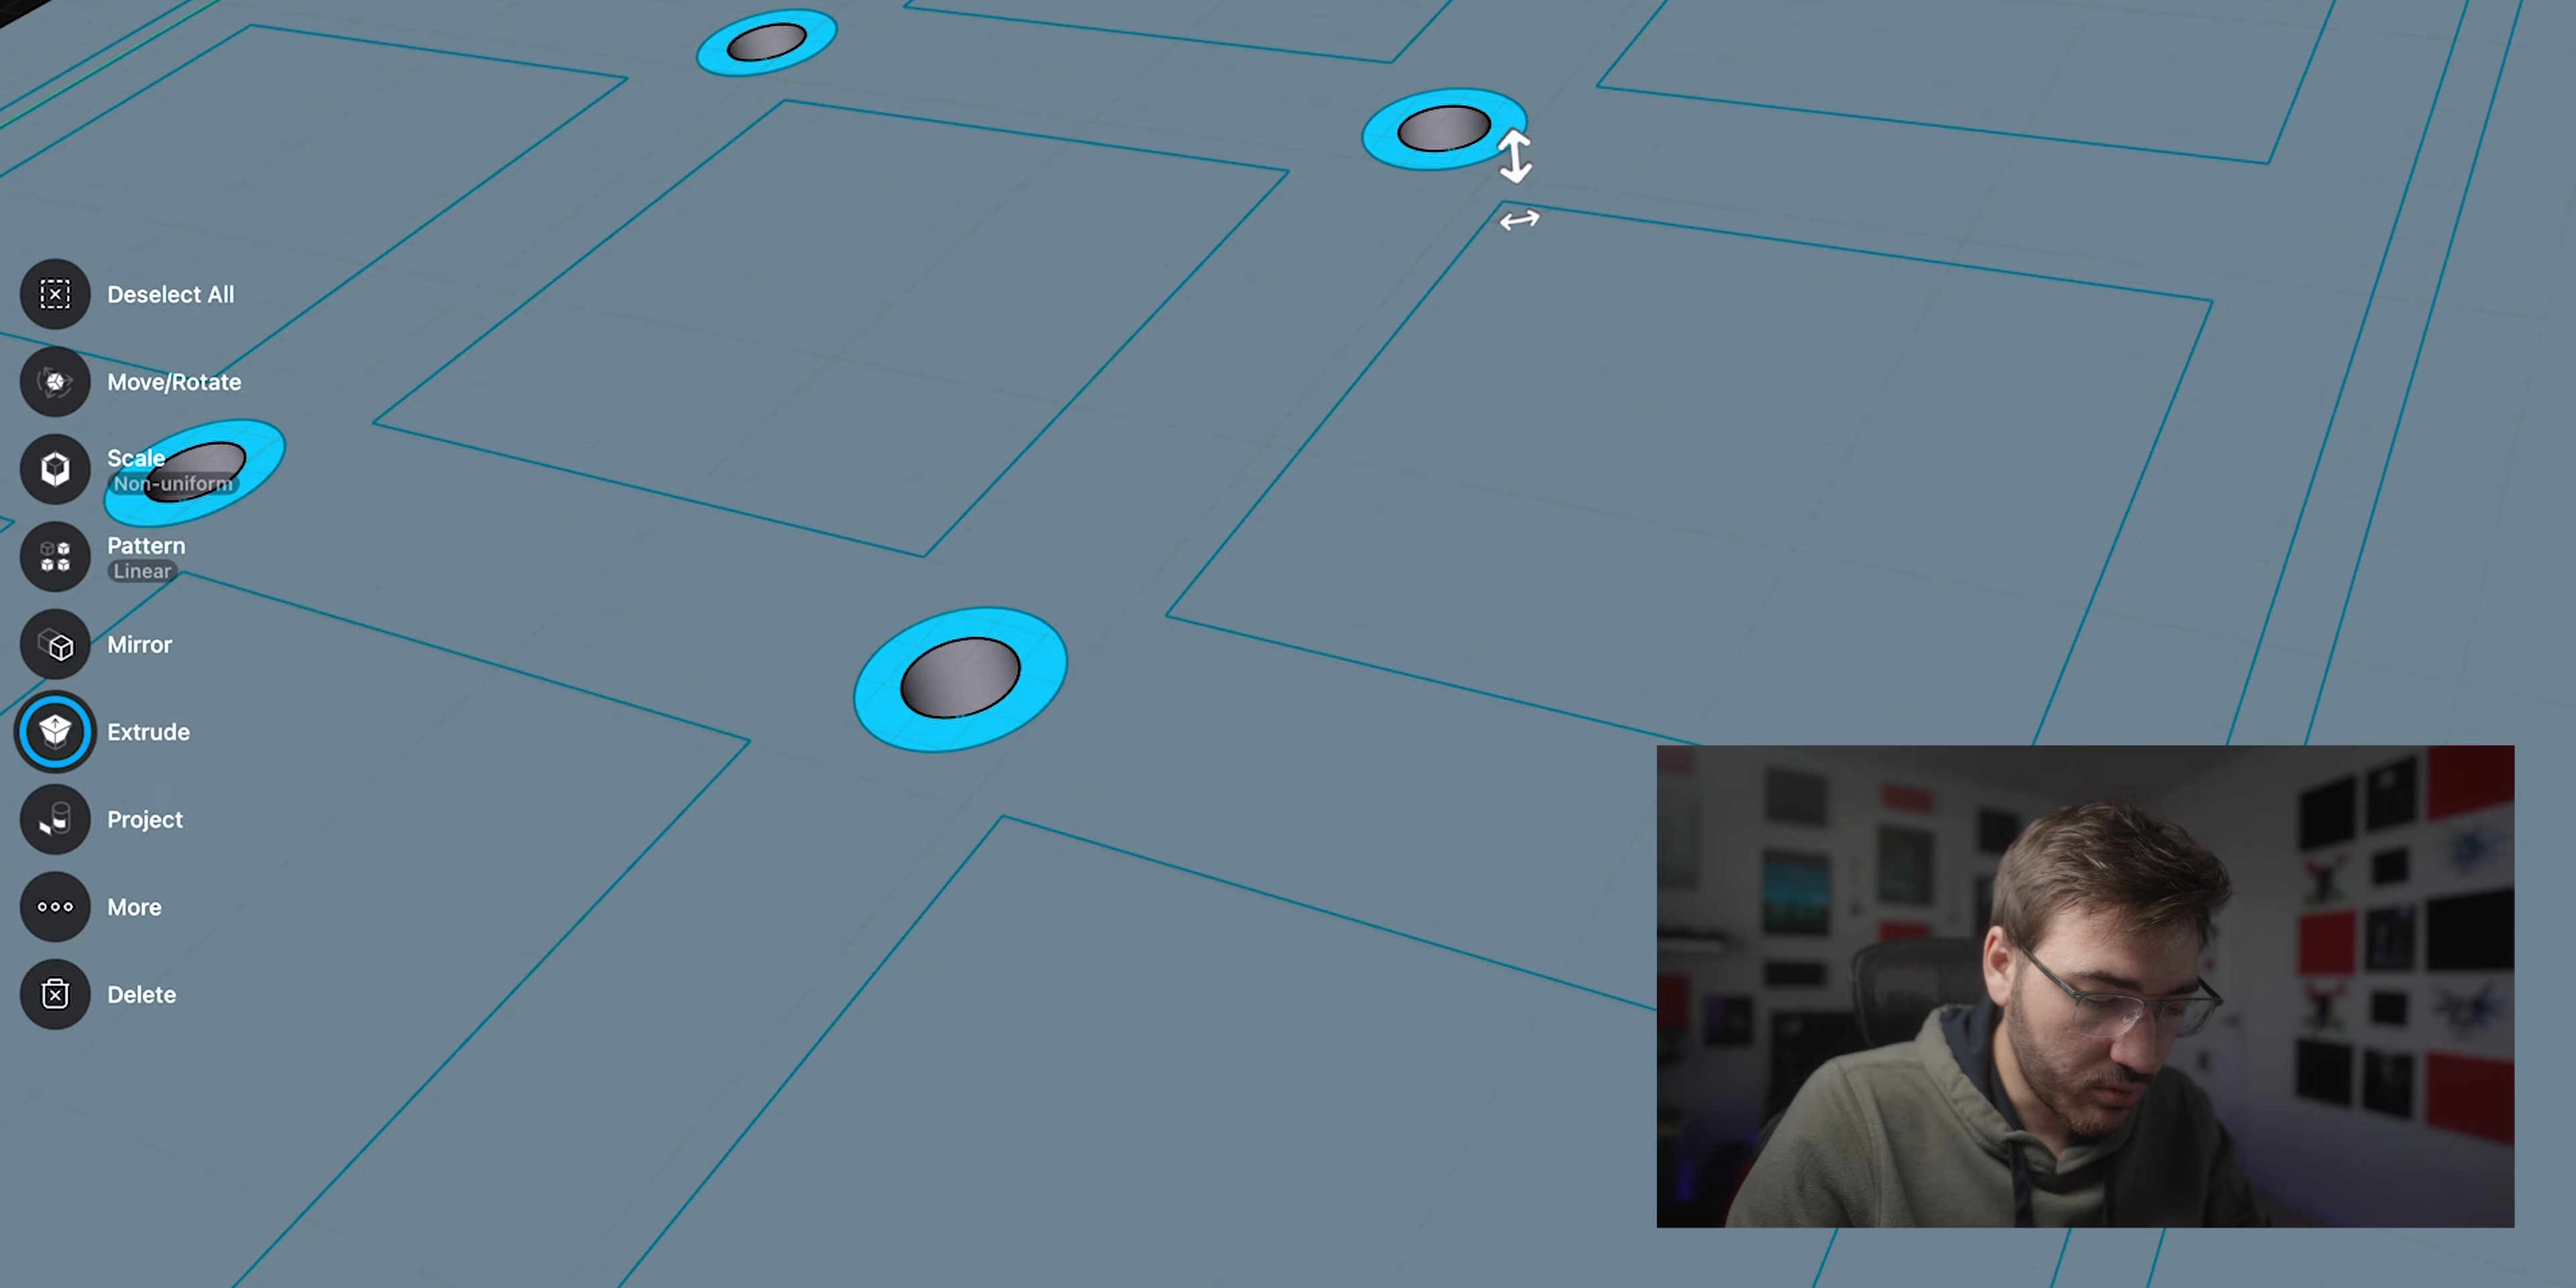 Deselect All
Move/Rotate
Scale
Non-uniform
Pattern
Linear
Mirror
Extrude
Project
More
Delete